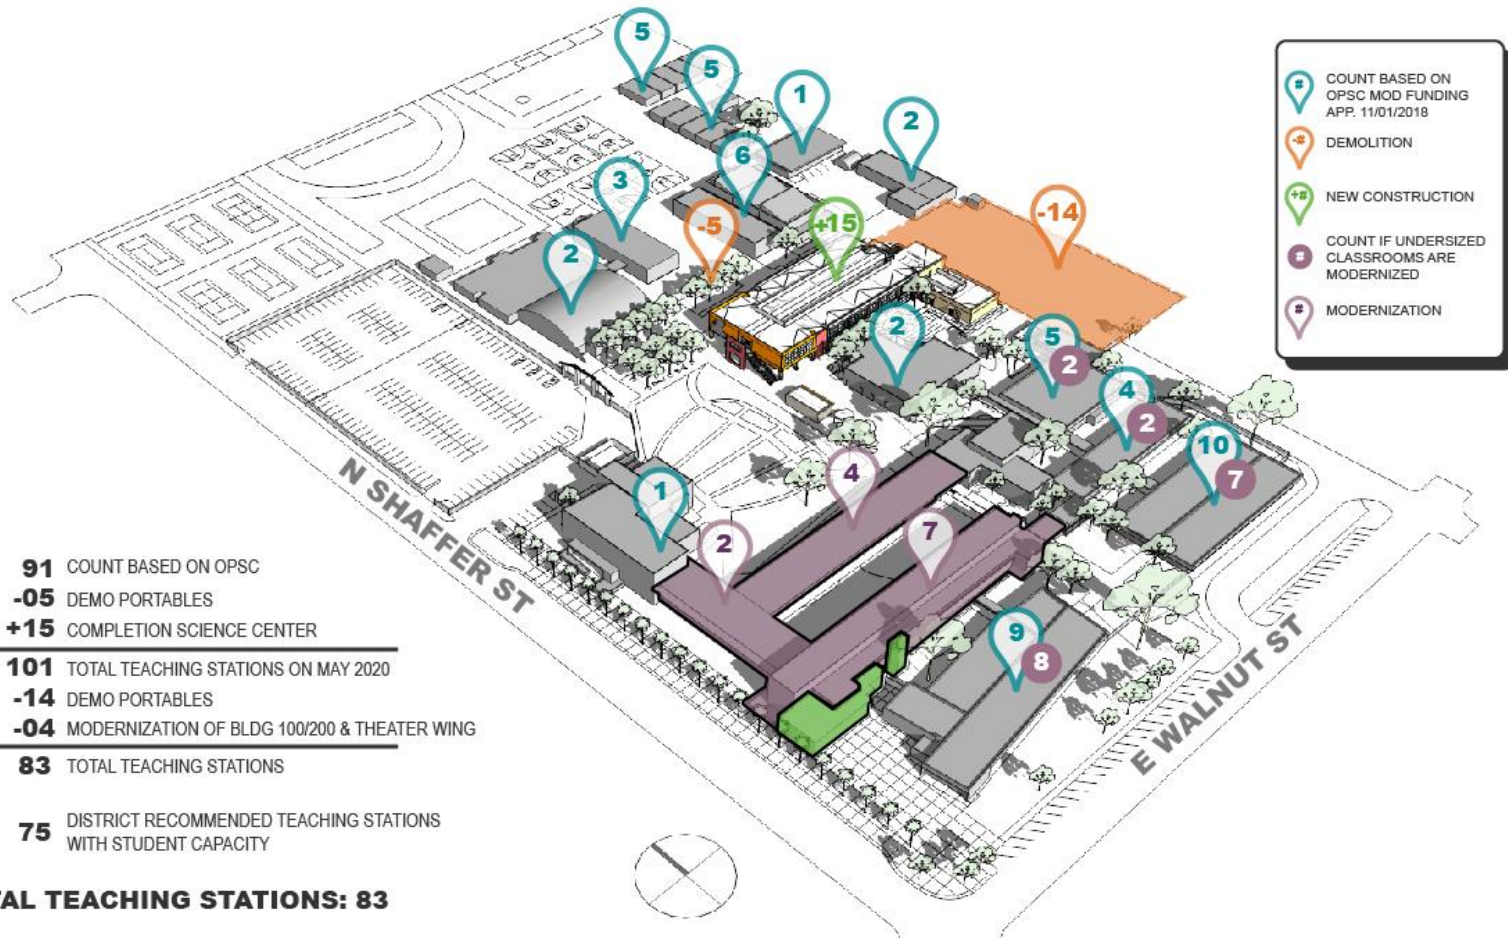 5
5
1
2
6
3
-5
+15
-14
2
2
5
2
4
2
10
7
4
7
2
1
9
8
#
COUNT BASED ON
OPSC MOD FUNDING
APP. 11/01/2018
-#
DEMOLITION
+#
NEW CONSTRUCTION
#
COUNT IF UNDERSIZED
CLASSROOMS ARE
MODERNIZED
#
MODERNIZATION
N SHAFFER ST
E WALNUT ST
91 COUNT BASED ON OPSC
-05 DEMO PORTABLES
+15 COMPLETION SCIENCE CENTER
101 TOTAL TEACHING STATIONS ON MAY 2020
-14 DEMO PORTABLES
-04 MODERNIZATION OF BLDG 100/200 & THEATER WING
83 TOTAL TEACHING STATIONS
75 DISTRICT RECOMMENDED TEACHING STATIONS
WITH STUDENT CAPACITY
TAL TEACHING STATIONS: 83